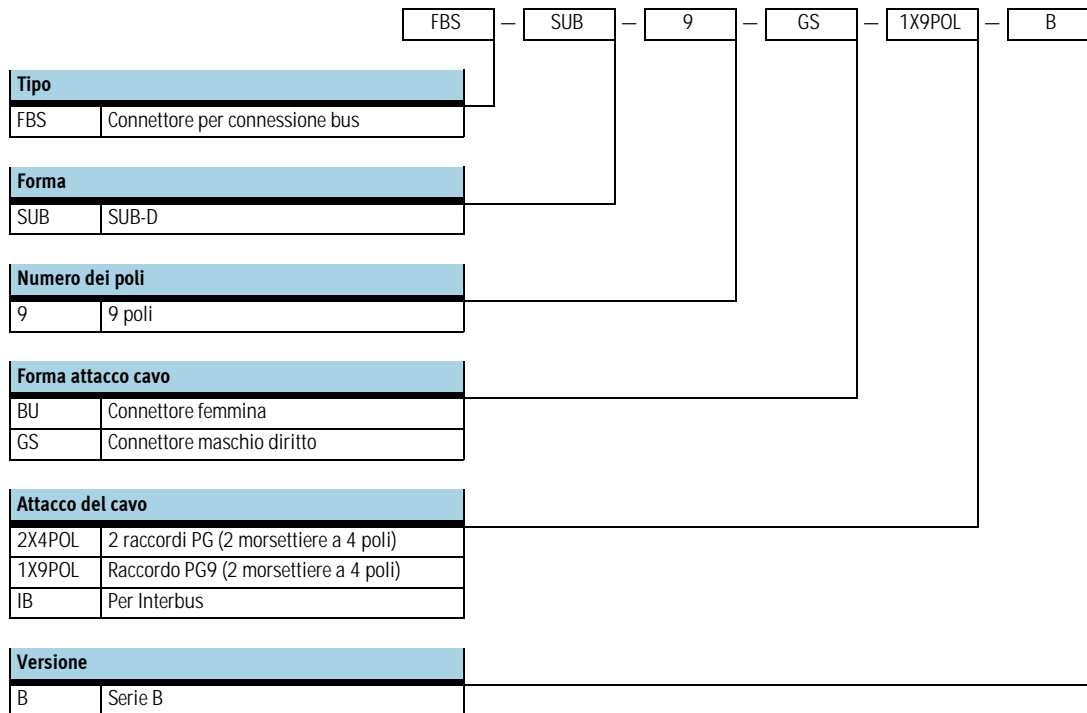 FBS — SUB — 9 — GS — 1X9POL — B
Tipo
FBS Connettore per connessione bus
Forma
SUB SUB-D
Numero dei poli
9 9 poli
Forma attacco cavo
BU Connettore femmina
GS Connettore maschio diritto
Attacco del cavo
2X4POL 2 raccordi PG (2 morsettiere a 4 poli)
1X9POL Raccordo PG9 (2 morsettiere a 4 poli)
IB Per Interbus
Versione
B Serie B